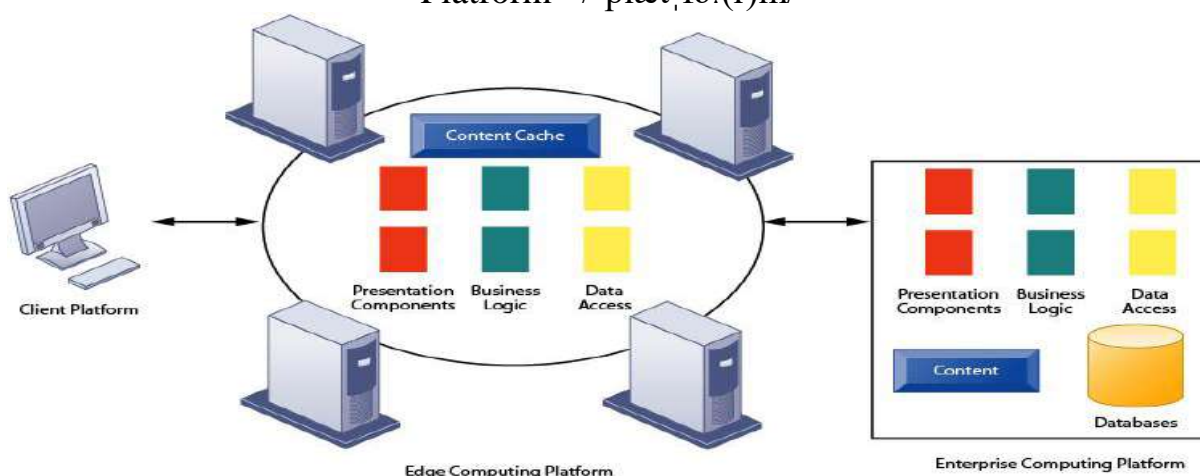 Platform
Content Cache
Presentation Components
Business Logic
Data Access
Client Platform
Presentation Components
Business Logic
Data Access
Content
Databases
Edge Computing Platform
Enterprise Computing Platform